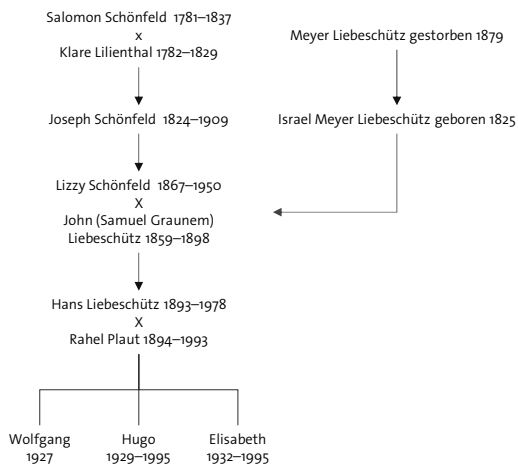 Salomon Schönfeld 1781–1837
x
Klare Lilienthal 1782–1829
Meyer Liebeschütz gestorben 1879
Joseph Schönfeld 1824–1909
Israel Meyer Liebeschütz geboren 1825
Lizzy Schönfeld 1867–1950
X
John (Samuel Graunem)
Liebeschütz 1859–1898
Hans Liebeschütz 1893–1978
X
Rahel Plaut 1894–1993
Wolfgang
1927
Hugo
1929–1995
Elisabeth
1932–1995